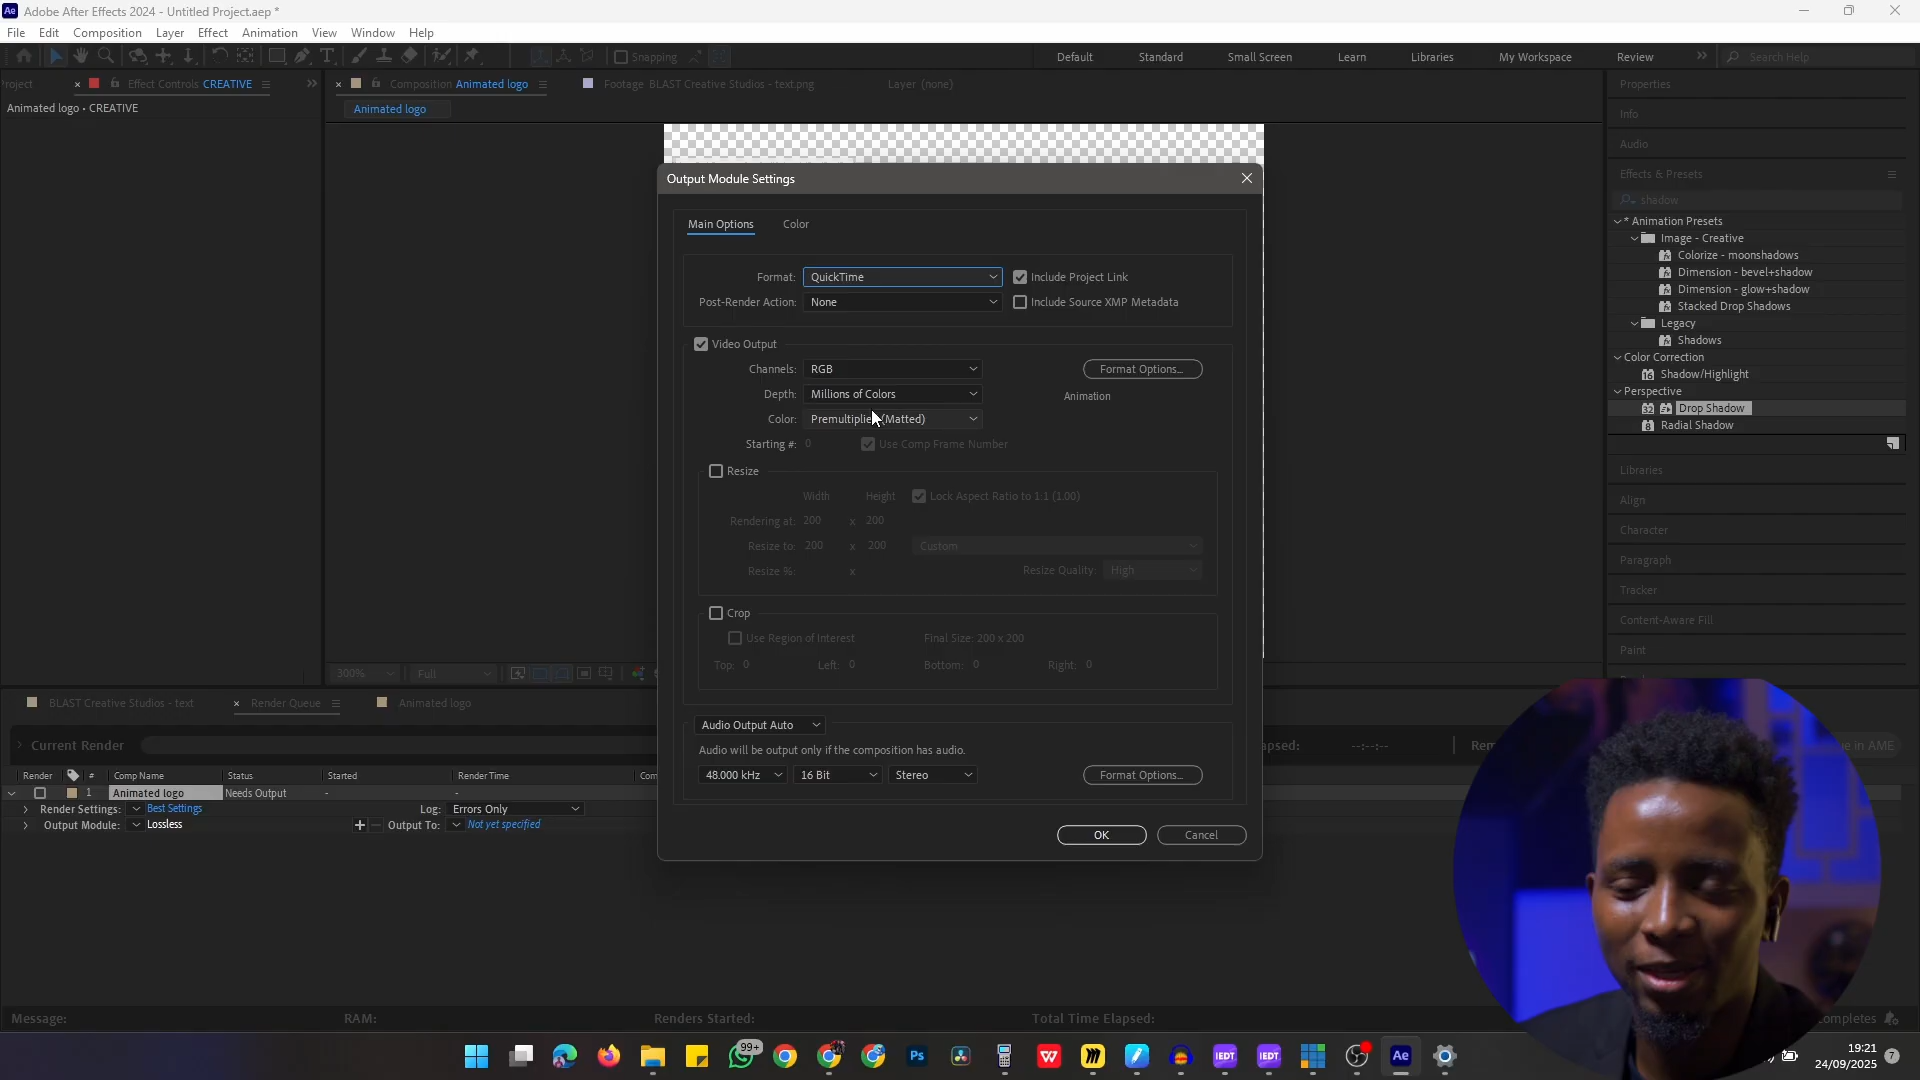 Adobe After Effects 2024 - Untitled Project.aep *
File Edit Composition Layer Effect Animation View Window Help
Snapping Default Standard Small Screen Learn Libraries My Workspace Review Search Help
Effect Controls CREATIVE
Composition Animated logo
Footage BLAST Creative Studios - text.png
Layer (none)
Properties
Animated logo • CREATIVE
Animated logo
Info
Audio
Effects & Presets
shadow
* Animation Presets
Image - Creative
Colorize - moonshadows
Dimension - bevel+shadow
Dimension - glow+shadow
Stacked Drop Shadows
Legacy
Shadows
Color Correction
Shadow/Highlight
Perspective
Drop Shadow
Radial Shadow
Libraries
Align
Character
Paragraph
Tracker
Content-Aware Fill
Paint
Output Module Settings
Main Options Color
Format: QuickTime Include Project Link
Post-Render Action: None Include Source XMP Metadata
Video Output
Channels: RGB Format Options...
Depth: Millions of Colors Animation
Color: Premultiplied (Matted)
Starting #: 0 Use Comp Frame Number
Resize
Width Height Lock Aspect Ratio to 1:1 (1.00)
Rendering at: 200 x 200
Resize to: 200 x 200 Custom
Resize %: x Resize Quality: High
Crop
Use Region of Interest Final Size: 200 x 200
Top: 0 Left: 0 Bottom: 0 Right: 0
Audio Output Auto
Audio will be output only if the composition has audio.
48.000 kHz 16 Bit Stereo Format Options...
OK Cancel
300% Full
BLAST Creative Studios - text Render Queue Animated logo
Current Render
--:--:--
in AME
Render # Comp Name Status Started Render Time
1 Animated logo Needs Output - -
Render Settings: Best Settings Log: Errors Only
Output Module: Lossless Output To: Not yet specified
Message: RAM: Renders Started: Total Time Elapsed:
99+
Ps
IEDT
IEDT
Ae
19:21
24/09/2025
7